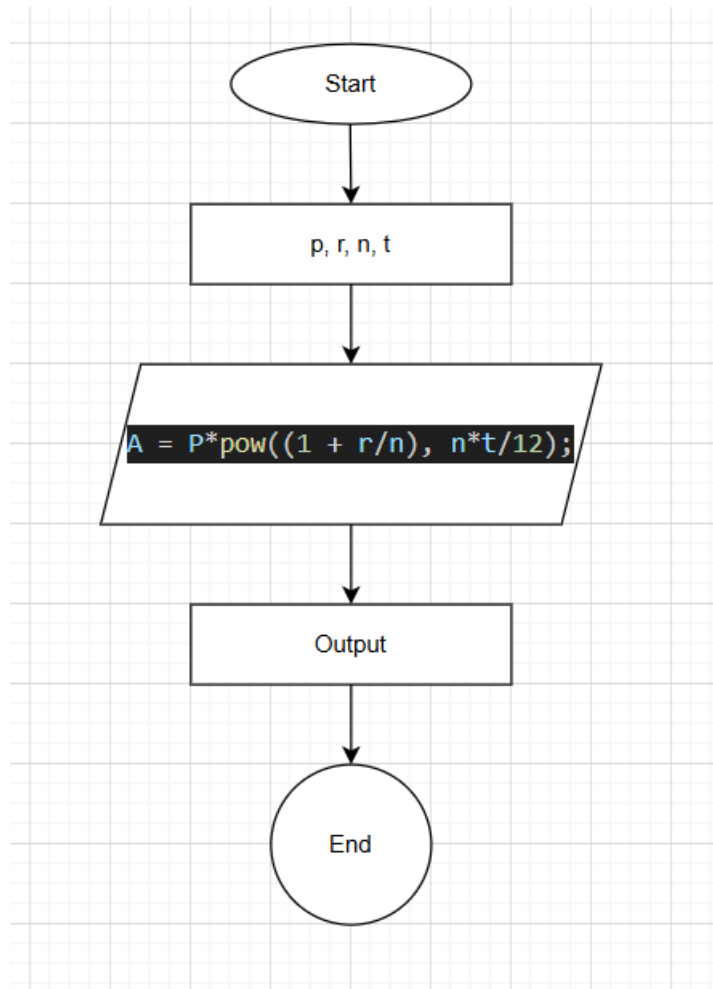 Start
p, r, n, t
A = P*pow((1 + r/n), n*t/12);
Output
End